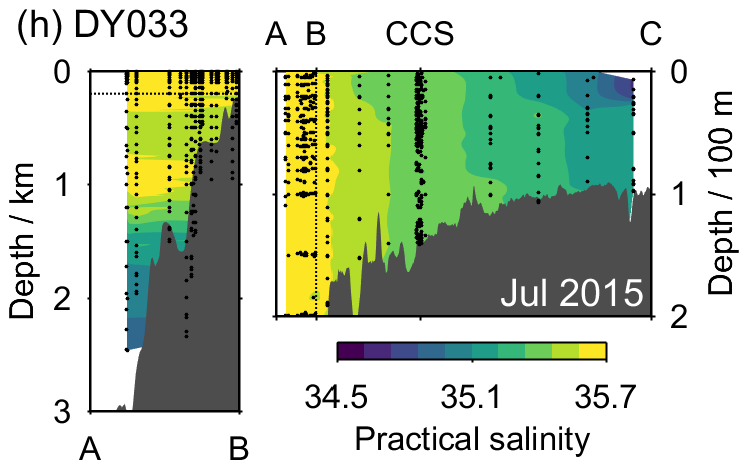 (h) DY033
A B CCS C
0
1
2
3
Depth / km
A B
0
1
2
Depth / 100 m
Jul 2015
34.5 35.1 35.7
Practical salinity